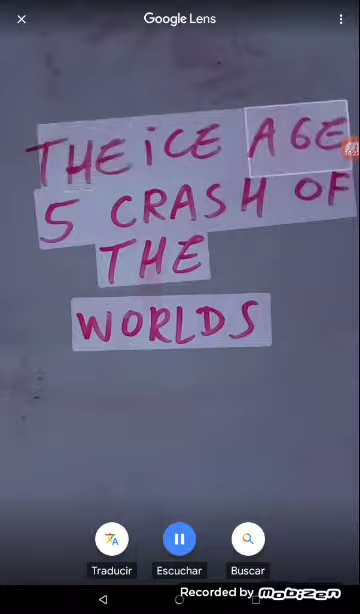 Google Lens
THE iCE AGE
5 CRASH OF
THE
WORLDS
Traducir Escuchar Buscar
Recorded by mobizen